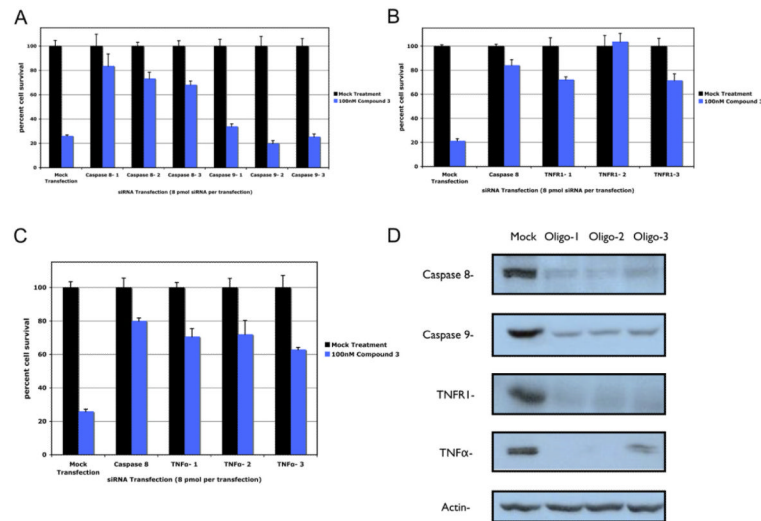 A
percent cell survival
100
80
60
40
20
0
Mock Transfection
Caspase 8- 1
Caspase 8- 2
Caspase 8- 3
Caspase 9- 1
Caspase 9- 2
Caspase 9- 3
siRNA Transfection (8 pmol siRNA per transfection)
Mock Treatment
100nM Compound 3
B
percent cell survival
100
80
60
40
20
0
Mock Transfection
Caspase 8
TNFR1- 1
TNFR1- 2
TNFR1-3
siRNA Transfection (8 pmol siRNA per transfection)
Mock Treatment
100nM Compound 3
C
percent cell survival
100
80
60
40
20
0
Mock Transfection
Caspase 8
TNFα- 1
TNFα- 2
TNFα- 3
siRNA Transfection (8 pmol per transfection)
Mock Treatment
100nM Compound 3
D
Mock Oligo-1 Oligo-2 Oligo-3
Caspase 8-
Caspase 9-
TNFR1-
TNFα-
Actin-